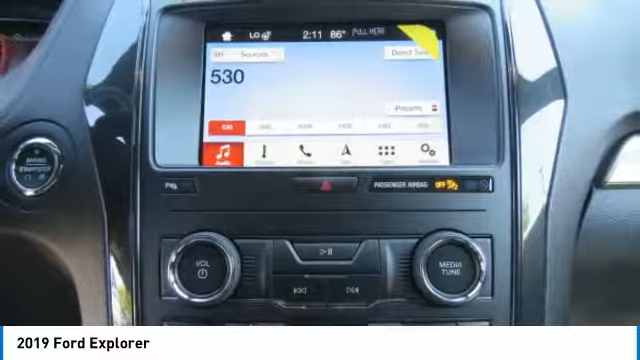 LO 2:11 86° PULL HERE
AM Sources Direct Tune
530
Presets
530
Audio
ENGINE START STOP
PASSENGER AIRBAG OFF
VOL
MEDIA TUNE
2019 Ford Explorer